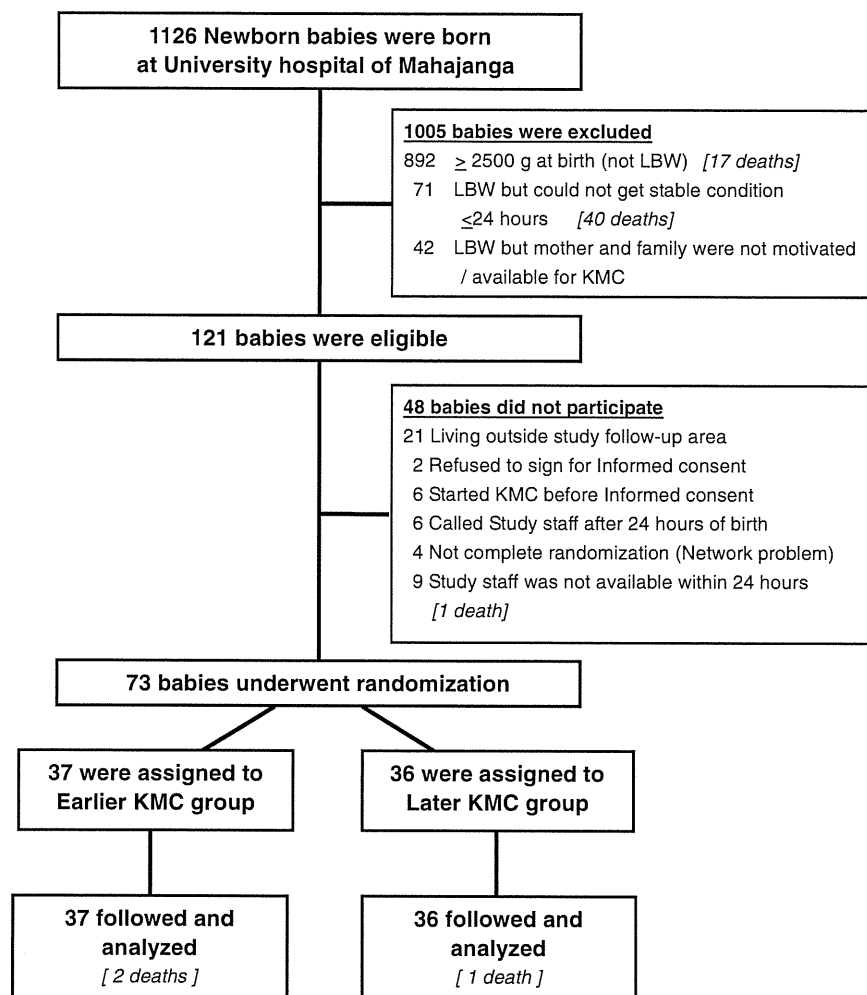 1126 Newborn babies were born
at University hospital of Mahajanga
1005 babies were excluded
892 ≥ 2500 g at birth (not LBW) [17 deaths]
71 LBW but could not get stable condition
≤24 hours [40 deaths]
42 LBW but mother and family were not motivated
/ available for KMC
121 babies were eligible
48 babies did not participate
21 Living outside study follow-up area
2 Refused to sign for Informed consent
6 Started KMC before Informed consent
6 Called Study staff after 24 hours of birth
4 Not complete randomization (Network problem)
9 Study staff was not available within 24 hours
[1 death]
73 babies underwent randomization
37 were assigned to
Earlier KMC group
36 were assigned to
Later KMC group
37 followed and
analyzed
[ 2 deaths ]
36 followed and
analyzed
[ 1 death ]